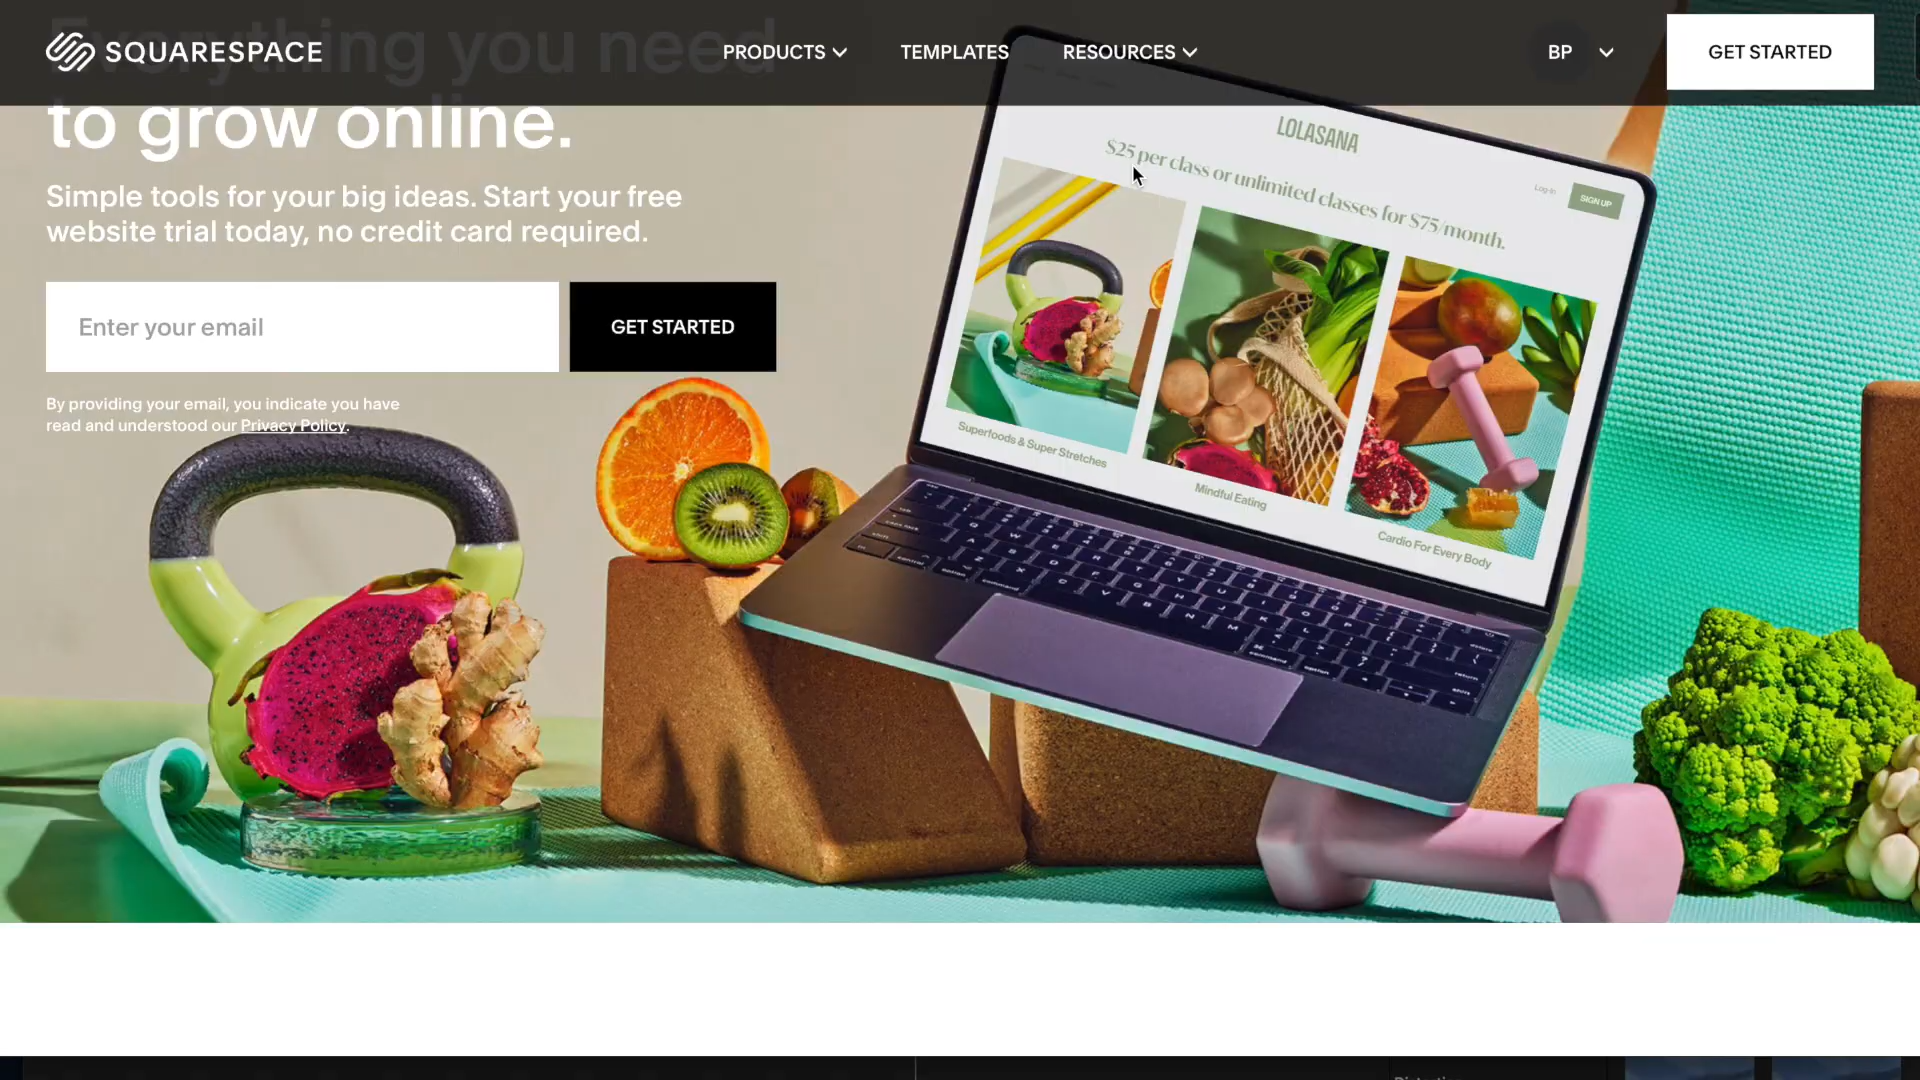 Everything you need
SQUARESPACE
PRODUCTS
TEMPLATES
RESOURCES
BP
GET STARTED
to grow online.
Simple tools for your big ideas. Start your free
website trial today, no credit card required.
Enter your email
GET STARTED
By providing your email, you indicate you have
read and understood our Privacy Policy.
LOLASANA
$25 per class or unlimited classes for $75/month.
Log In
SIGN UP
Superfoods & Super Stretches
Mindful Eating
Cardio For Every Body